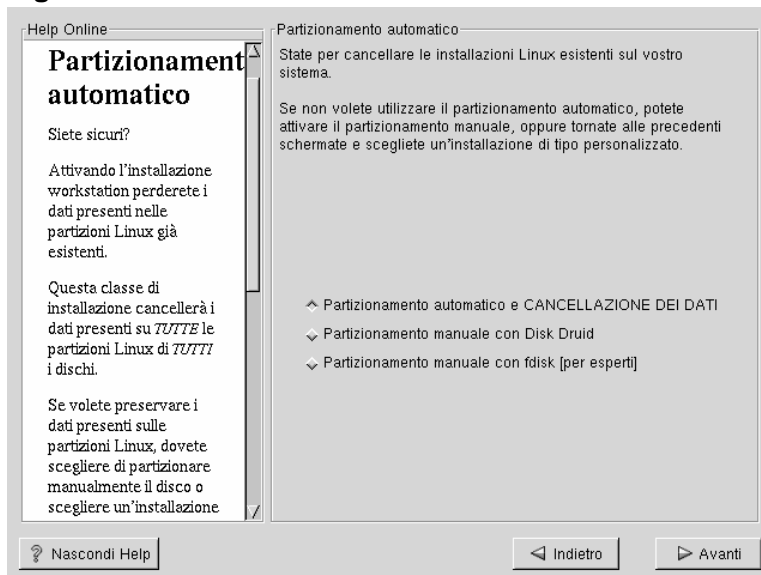 Help Online
Partizionament
automatico
Siete sicuri?
Attivando l'installazione
workstation perderete i
dati presenti nelle
partizioni Linux già
esistenti.
Questa classe di
installazione cancellerà i
dati presenti su TUTTE le
partizioni Linux di TUTTI
i dischi.
Se volete preservare i
dati presenti sulle
partizioni Linux, dovete
scegliere di partizionare
manualmente il disco o
scegliere un'installazione
Partizionamento automatico
State per cancellare le installazioni Linux esistenti sul vostro
sistema.
Se non volete utilizzare il partizionamento automatico, potete
attivare il partizionamento manuale, oppure tornate alle precedenti
schermate e scegliete un'installazione di tipo personalizzato.
Partizionamento automatico e CANCELLAZIONE DEI DATI
Partizionamento manuale con Disk Druid
Partizionamento manuale con fdisk [per esperti]
? Nascondi Help
Indietro
Avanti